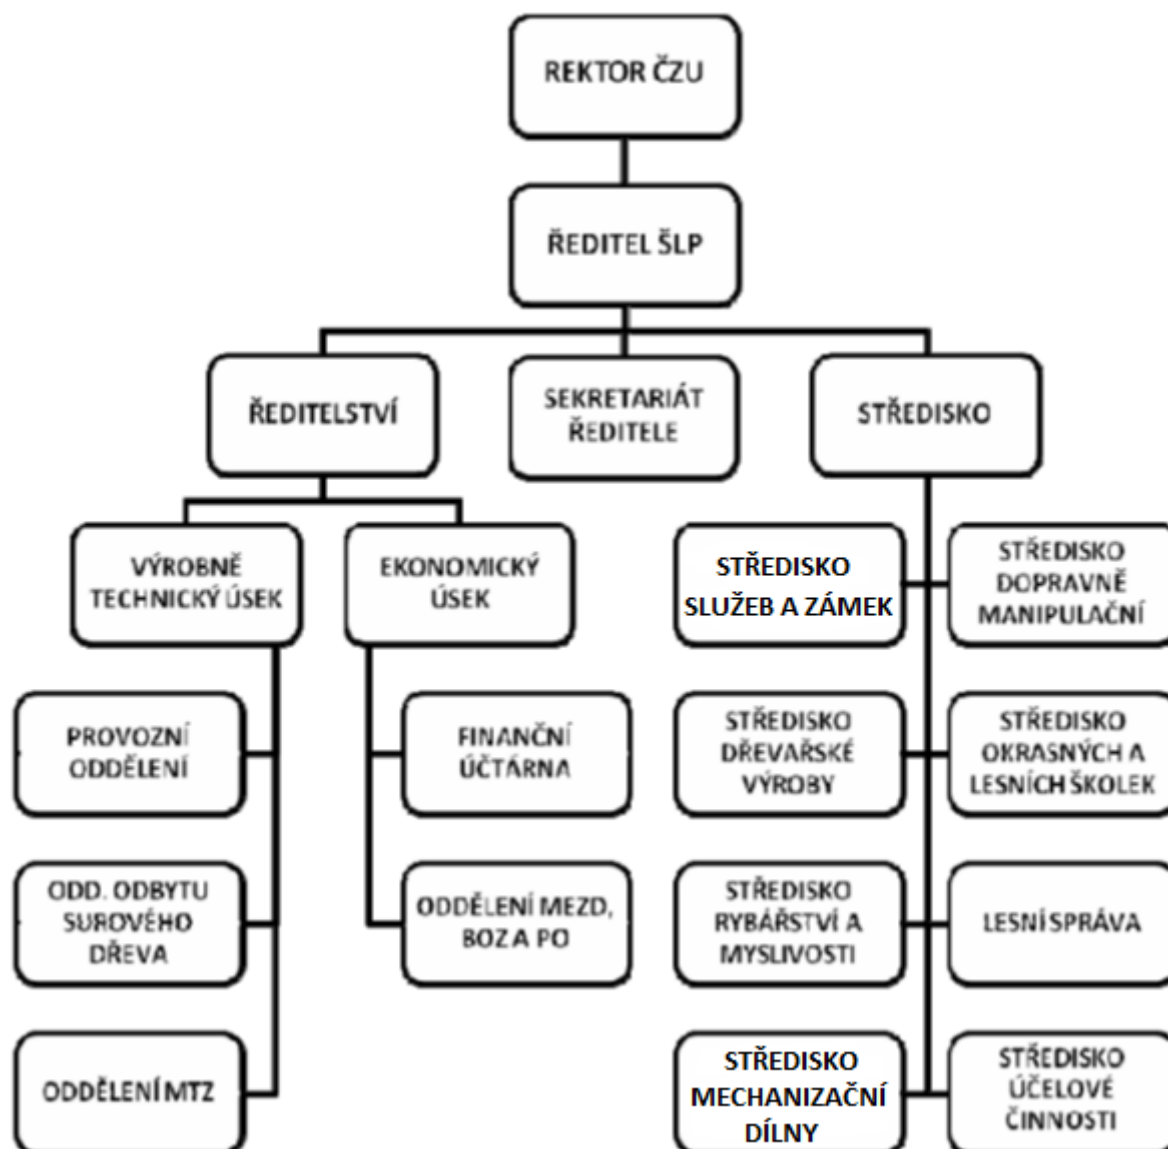 REKTOR ČZU
ŘEDITEL ŠLP
ŘEDITELSTVÍ
SEKRETARIÁT
ŘEDITELE
STŘEDISKO
VÝROBNĚ
TECHNICKÝ ÚSEK
EKONOMICKÝ
ÚSEK
STŘEDISKO
SLUŽEB A ZÁMEK
STŘEDISKO
DOPRAVNĚ
MANIPULAČNÍ
PROVOZNÍ
ODDĚLENÍ
FINANČNÍ
ÚČTÁRNA
STŘEDISKO
DŘEVAŘSKÉ
VÝROBY
STŘEDISKO
OKRASNÝCH A
LESNÍCH ŠKOLEK
ODD. ODBYTU
SUROVÉHO
DŘEVA
ODDĚLENÍ MEZD,
BOZ A PO
STŘEDISKO
RYBÁŘSTVÍ A
MYSLIVOSTI
LESNÍ SPRÁVA
ODDĚLENÍ MTZ
STŘEDISKO
MECHANIZAČNÍ
DÍLNY
STŘEDISKO
ÚČELOVÉ
ČINNOSTI